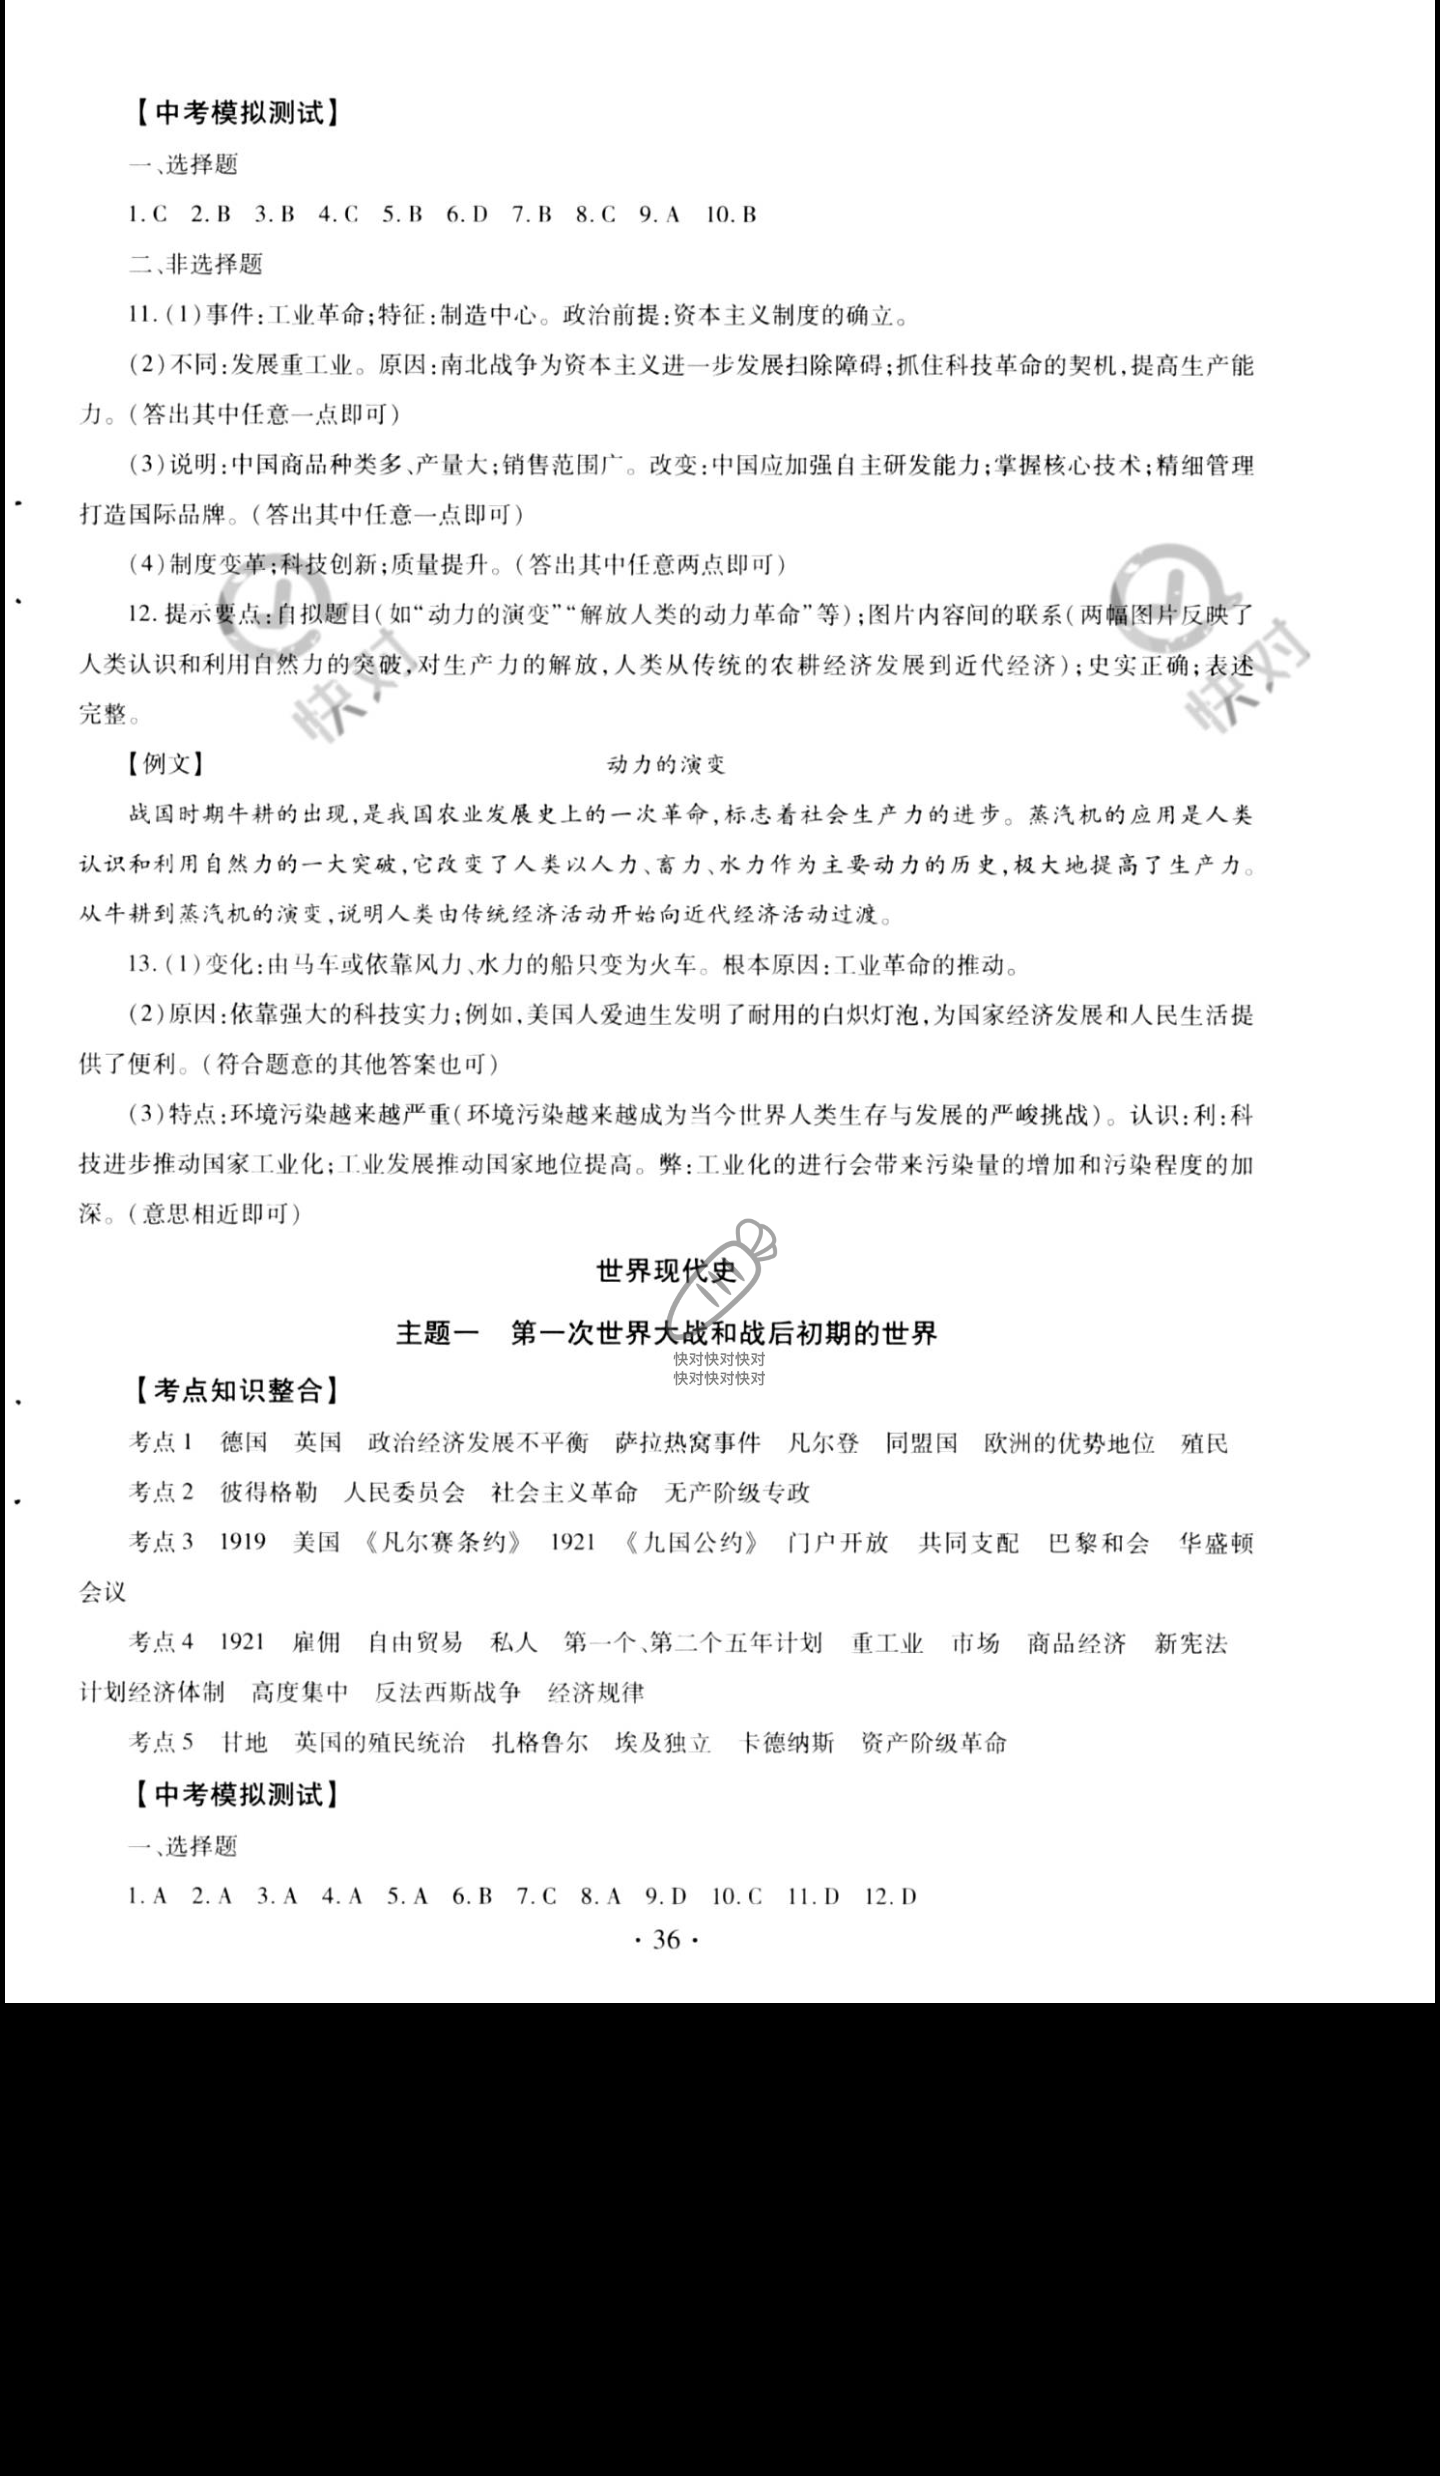 【中考模拟测试】
一、选择题
1. C 2. B 3. B 4. C 5. B 6. D 7. B 8. C 9. A 10. B
二、非选择题
11. (1)事件:工业革命;特征:制造中心。政治前提:资本主义制度的确立。
(2)不同:发展重工业。原因:南北战争为资本主义进一步发展扫除障碍;抓住科技革命的契机,提高生产能
力。(答出其中任意一点即可)
(3)说明:中国商品种类多、产量大;销售范围广。改变:中国应加强自主研发能力;掌握核心技术;精细管理
打造国际品牌。(答出其中任意一点即可)
(4)制度变革;科技创新;质量提升。(答出其中任意两点即可)
12. 提示要点:自拟题目(如“动力的演变”“解放人类的动力革命”等);图片内容间的联系(两幅图片反映了
人类认识和利用自然力的突破,对生产力的解放,人类从传统的农耕经济发展到近代经济);史实正确;表述
完整。
快对
快对
【例文】 动力的演变
战国时期牛耕的出现,是我国农业发展史上的一次革命,标志着社会生产力的进步。蒸汽机的应用是人类
认识和利用自然力的一大突破,它改变了人类以人力、畜力、水力作为主要动力的历史,极大地提高了生产力。
从牛耕到蒸汽机的演变,说明人类由传统经济活动开始向近代经济活动过渡。
13. (1)变化:由马车或依靠风力、水力的船只变为火车。根本原因:工业革命的推动。
(2)原因:依靠强大的科技实力;例如,美国人爱迪生发明了耐用的白炽灯泡,为国家经济发展和人民生活提
供了便利。(符合题意的其他答案也可)
(3)特点:环境污染越来越严重(环境污染越来越成为当今世界人类生存与发展的严峻挑战)。认识:利:科
技进步推动国家工业化;工业发展推动国家地位提高。弊:工业化的进行会带来污染量的增加和污染程度的加
深。(意思相近即可)
世界现代史
主题一 第一次世界大战和战后初期的世界
快对快对快对
快对快对快对
【考点知识整合】
考点1 德国 英国 政治经济发展不平衡 萨拉热窝事件 凡尔登 同盟国 欧洲的优势地位 殖民
考点2 彼得格勒 人民委员会 社会主义革命 无产阶级专政
考点3 1919 美国 《凡尔赛条约》 1921 《九国公约》 门户开放 共同支配 巴黎和会 华盛顿
会议
考点4 1921 雇佣 自由贸易 私人 第一个、第二个五年计划 重工业 市场 商品经济 新宪法
计划经济体制 高度集中 反法西斯战争 经济规律
考点5 甘地 英国的殖民统治 扎格鲁尔 埃及独立 卡德纳斯 资产阶级革命
【中考模拟测试】
一、选择题
1. A 2. A 3. A 4. A 5. A 6. B 7. C 8. A 9. D 10. C 11. D 12. D
· 36 ·